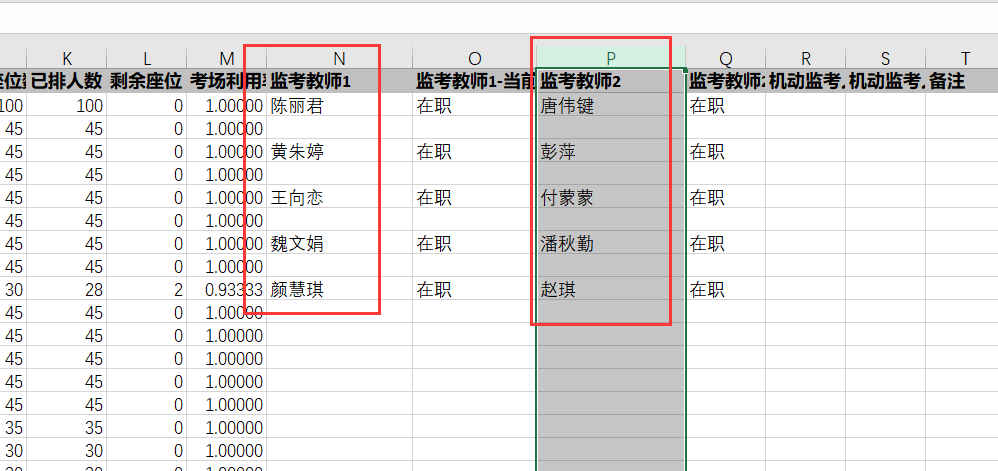 K L M N O P Q R S T
座位数 已排人数 剩余座位 考场利用率 监考教师1 监考教师1-当前 监考教师2 监考教师2 机动监考 机动监考 备注
100 100 0 1.00000 陈丽君 在职 唐伟键 在职
45 45 0 1.00000
45 45 0 1.00000 黄朱婷 在职 彭萍 在职
45 45 0 1.00000
45 45 0 1.00000 王向恋 在职 付蒙蒙 在职
45 45 0 1.00000
45 45 0 1.00000 魏文娟 在职 潘秋勤 在职
45 45 0 1.00000
30 28 2 0.93333 颜慧琪 在职 赵琪 在职
45 45 0 1.00000
45 45 0 1.00000
45 45 0 1.00000
45 45 0 1.00000
45 45 0 1.00000
35 35 0 1.00000
30 30 0 1.00000